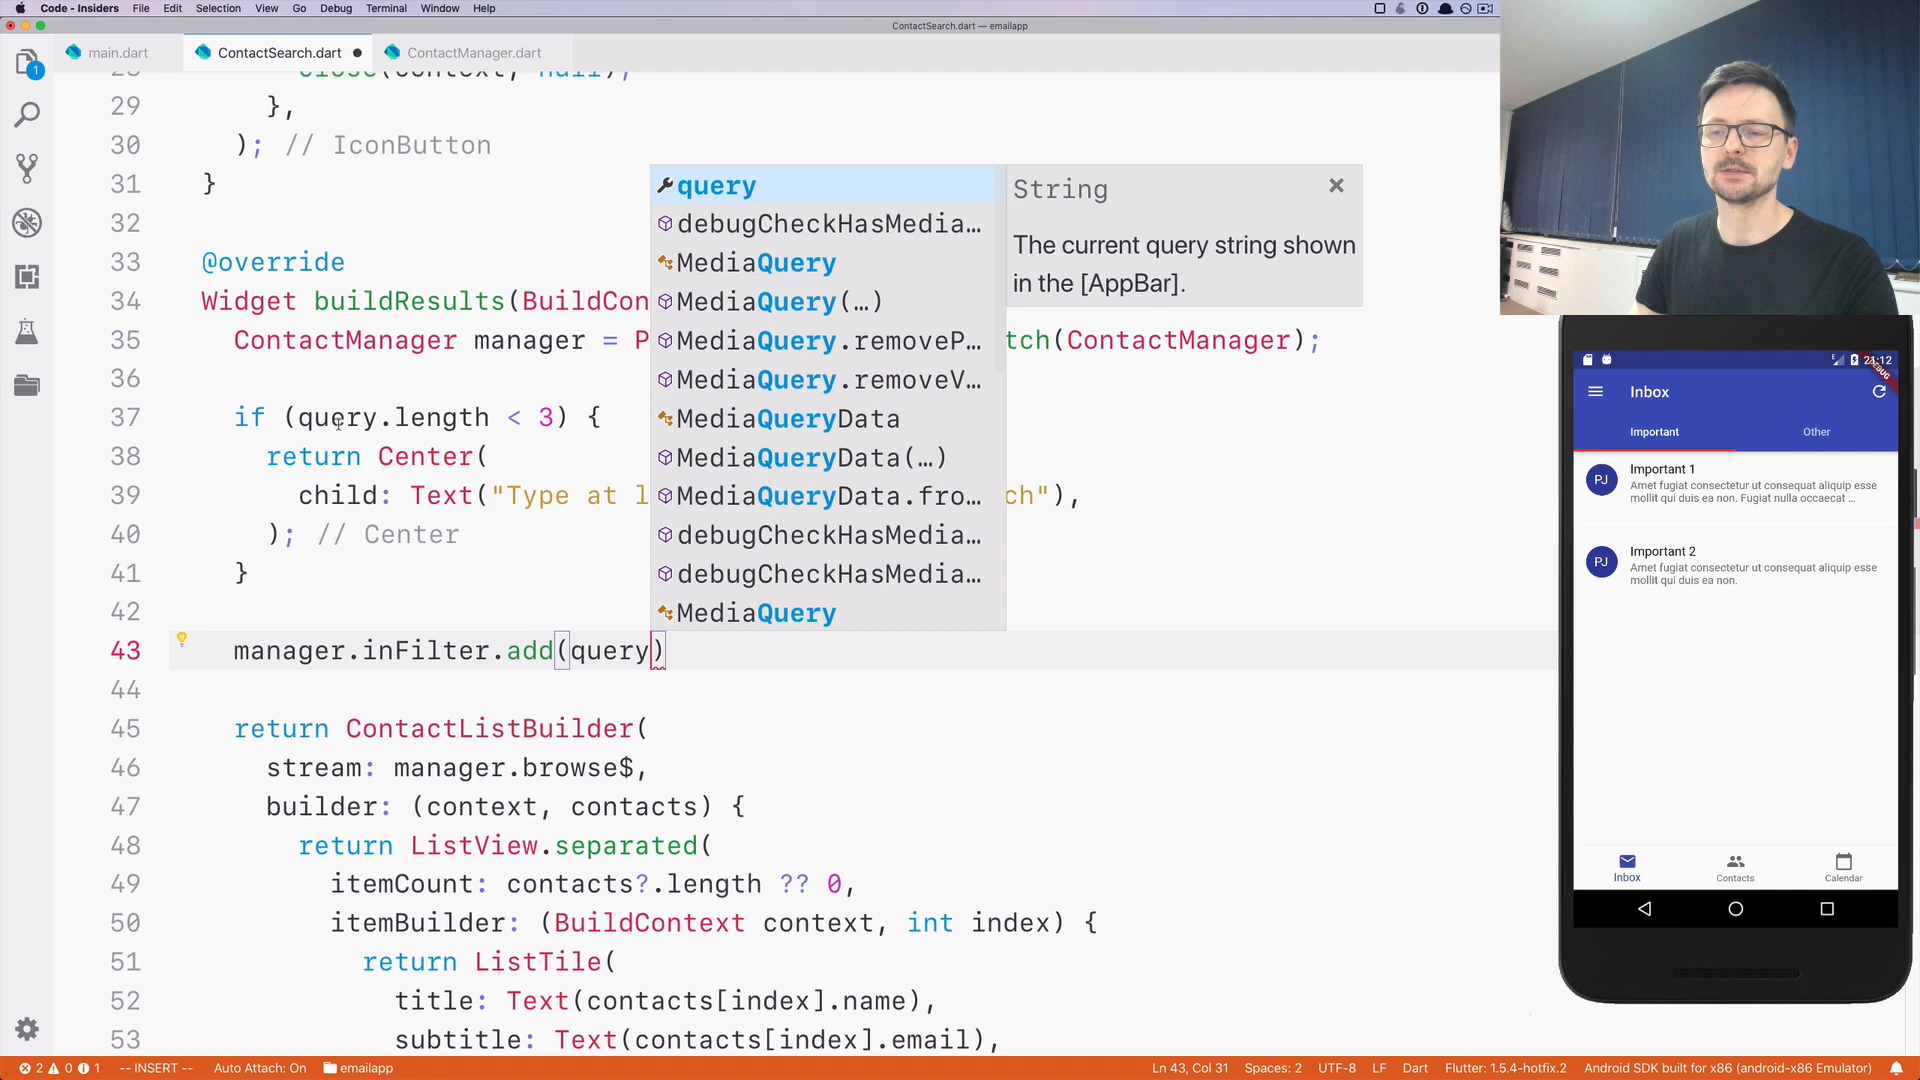 Code - Insiders File Edit Selection View Go Debug Terminal Window Help
ContactSearch.dart — emailapp
main.dart ContactSearch.dart ContactManager.dart
1
28 close(context, null);
29 },
30 ); // IconButton
31 }
32
33 @override
34 Widget buildResults(BuildCon
35 ContactManager manager = P tch(ContactManager);
36
37 if (query.length < 3) {
38 return Center(
39 child: Text("Type at l ch"),
40 ); // Center
41 }
42
43 manager.inFilter.add(query)
44
45 return ContactListBuilder(
46 stream: manager.browse$,
47 builder: (context, contacts) {
48 return ListView.separated(
49 itemCount: contacts?.length ?? 0,
50 itemBuilder: (BuildContext context, int index) {
51 return ListTile(
52 title: Text(contacts[index].name),
53 subtitle: Text(contacts[index].email),
query
debugCheckHasMedia…
MediaQuery
MediaQuery(…)
MediaQuery.removeP…
MediaQuery.removeV…
MediaQueryData
MediaQueryData(…)
MediaQueryData.fro…
debugCheckHasMedia…
debugCheckHasMedia…
MediaQuery
String
The current query string shown
in the [AppBar].
DEBUG
Inbox
Important Other
PJ
Important 1
Amet fugiat consectetur ut consequat aliquip esse
mollit qui duis ea non. Fugiat nulla occaecat ...
PJ
Important 2
Amet fugiat consectetur ut consequat aliquip esse
mollit qui duis ea non.
Inbox Contacts Calendar
2 0 1 -- INSERT -- Auto Attach: On emailapp Ln 43, Col 31 Spaces: 2 UTF-8 LF Dart Flutter: 1.5.4-hotfix.2 Android SDK built for x86 (android-x86 Emulator)